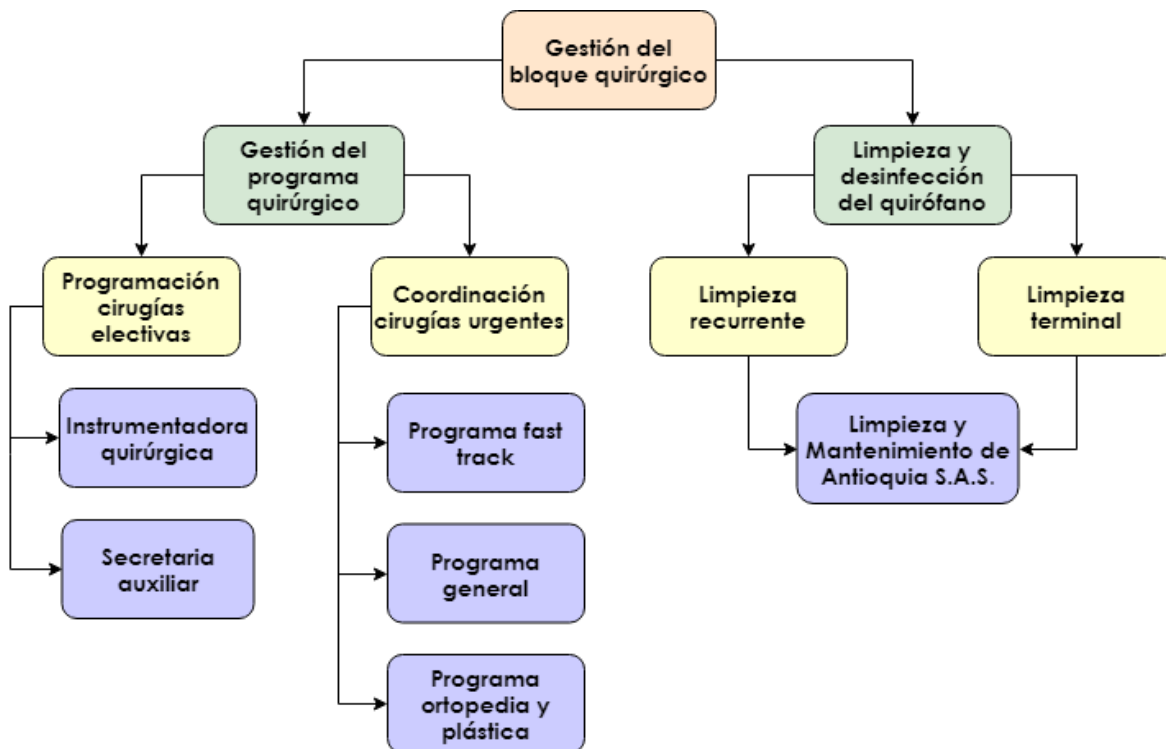 Gestión del
bloque quirúrgico
Gestión del
programa
quirúrgico
Limpieza y
desinfección
del quirófano
Programación
cirugías
electivas
Coordinación
cirugías urgentes
Limpieza
recurrente
Limpieza
terminal
Instrumentadora
quirúrgica
Programa fast
track
Limpieza y
Mantenimiento de
Antioquia S.A.S.
Secretaria
auxiliar
Programa
general
Programa
ortopedia y
plástica